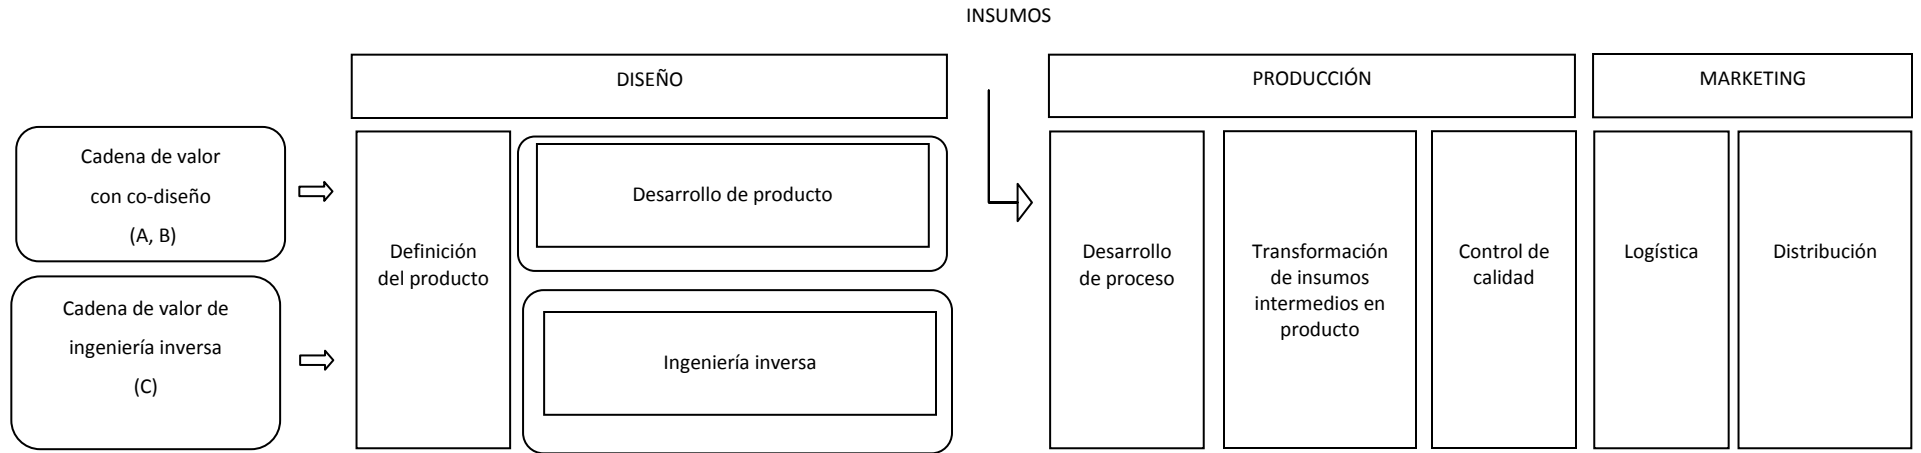 INSUMOS
DISEÑO
PRODUCCIÓN
MARKETING
Cadena de valor
con co-diseño
(A, B)
Cadena de valor de
ingeniería inversa
(C)
Definición
del producto
Desarrollo de producto
Ingeniería inversa
Desarrollo
de proceso
Transformación
de insumos
intermedios en
producto
Control de
calidad
Logística
Distribución